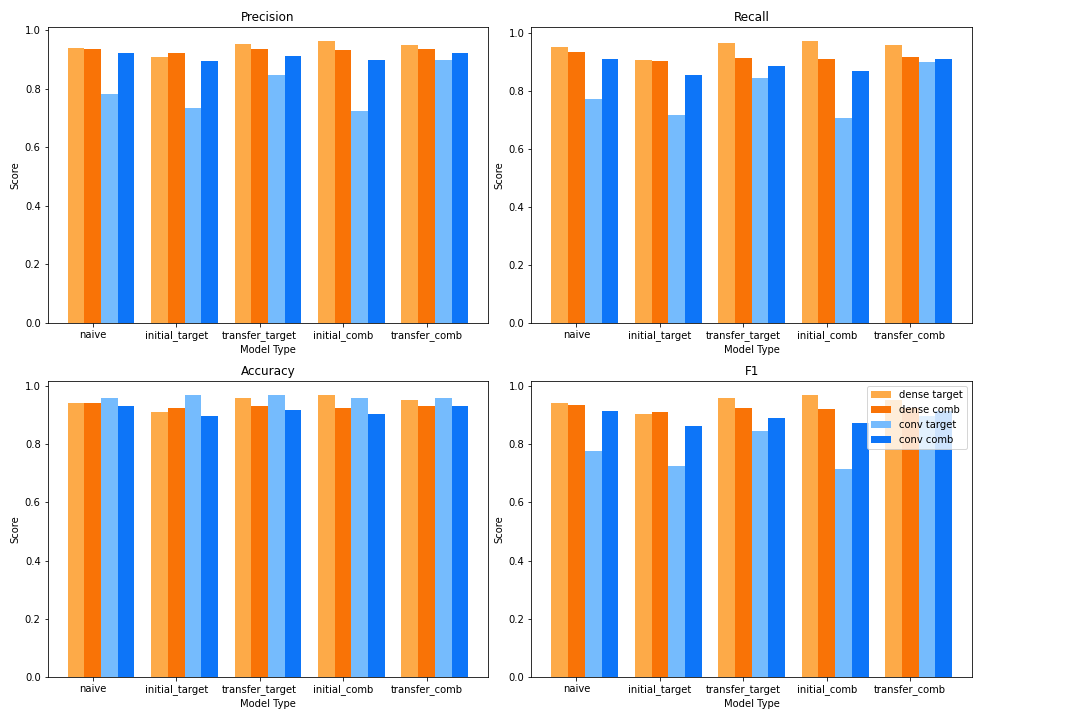 Precision
1.0
0.8
0.6
0.4
0.2
0.0
Score
naive initial_target transfer_target initial_comb transfer_comb
Model Type
Recall
1.0
0.8
0.6
0.4
0.2
0.0
Score
naive initial_target transfer_target initial_comb transfer_comb
Model Type
Accuracy
1.0
0.8
0.6
0.4
0.2
0.0
Score
naive initial_target transfer_target initial_comb transfer_comb
Model Type
F1
1.0
0.8
0.6
0.4
0.2
0.0
Score
dense target
dense comb
conv target
conv comb
naive initial_target transfer_target initial_comb transfer_comb
Model Type